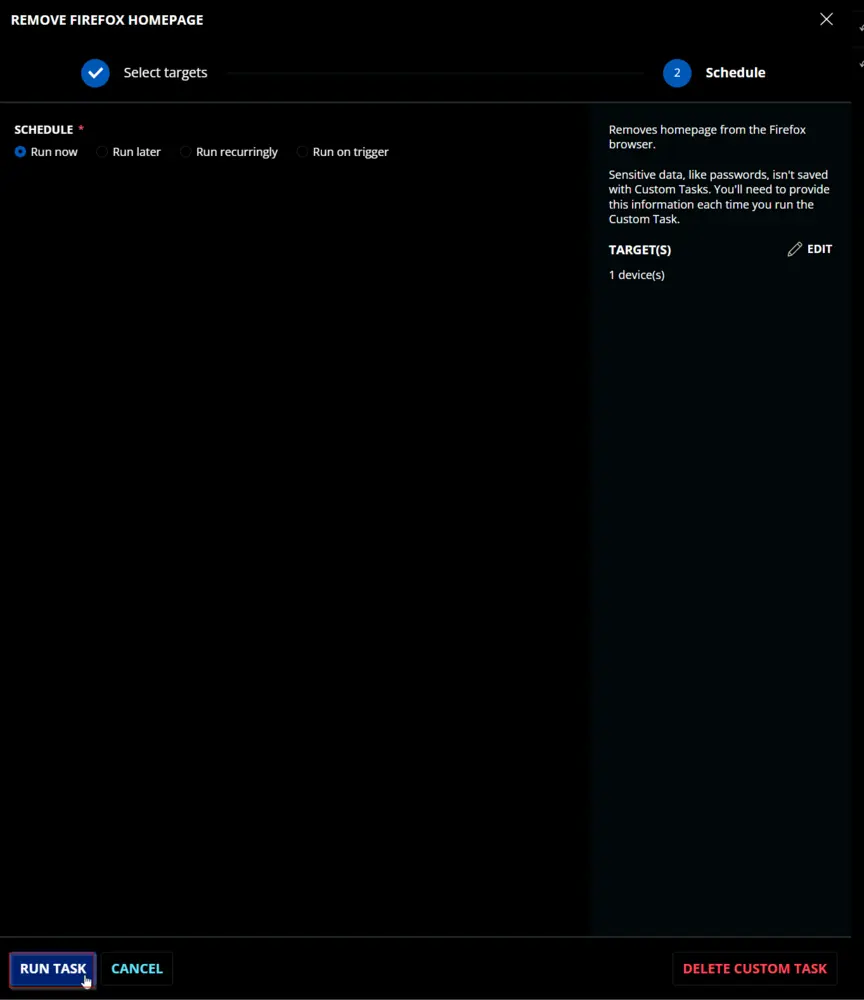 REMOVE FIREFOX HOMEPAGE
Select targets
2
Schedule
SCHEDULE *
Run now
Run later
Run recurringly
Run on trigger
Removes homepage from the Firefox
browser.
Sensitive data, like passwords, isn't saved
with Custom Tasks. You'll need to provide
this information each time you run the
Custom Task.
TARGET(S)
EDIT
1 device(s)
RUN TASK
CANCEL
DELETE CUSTOM TASK